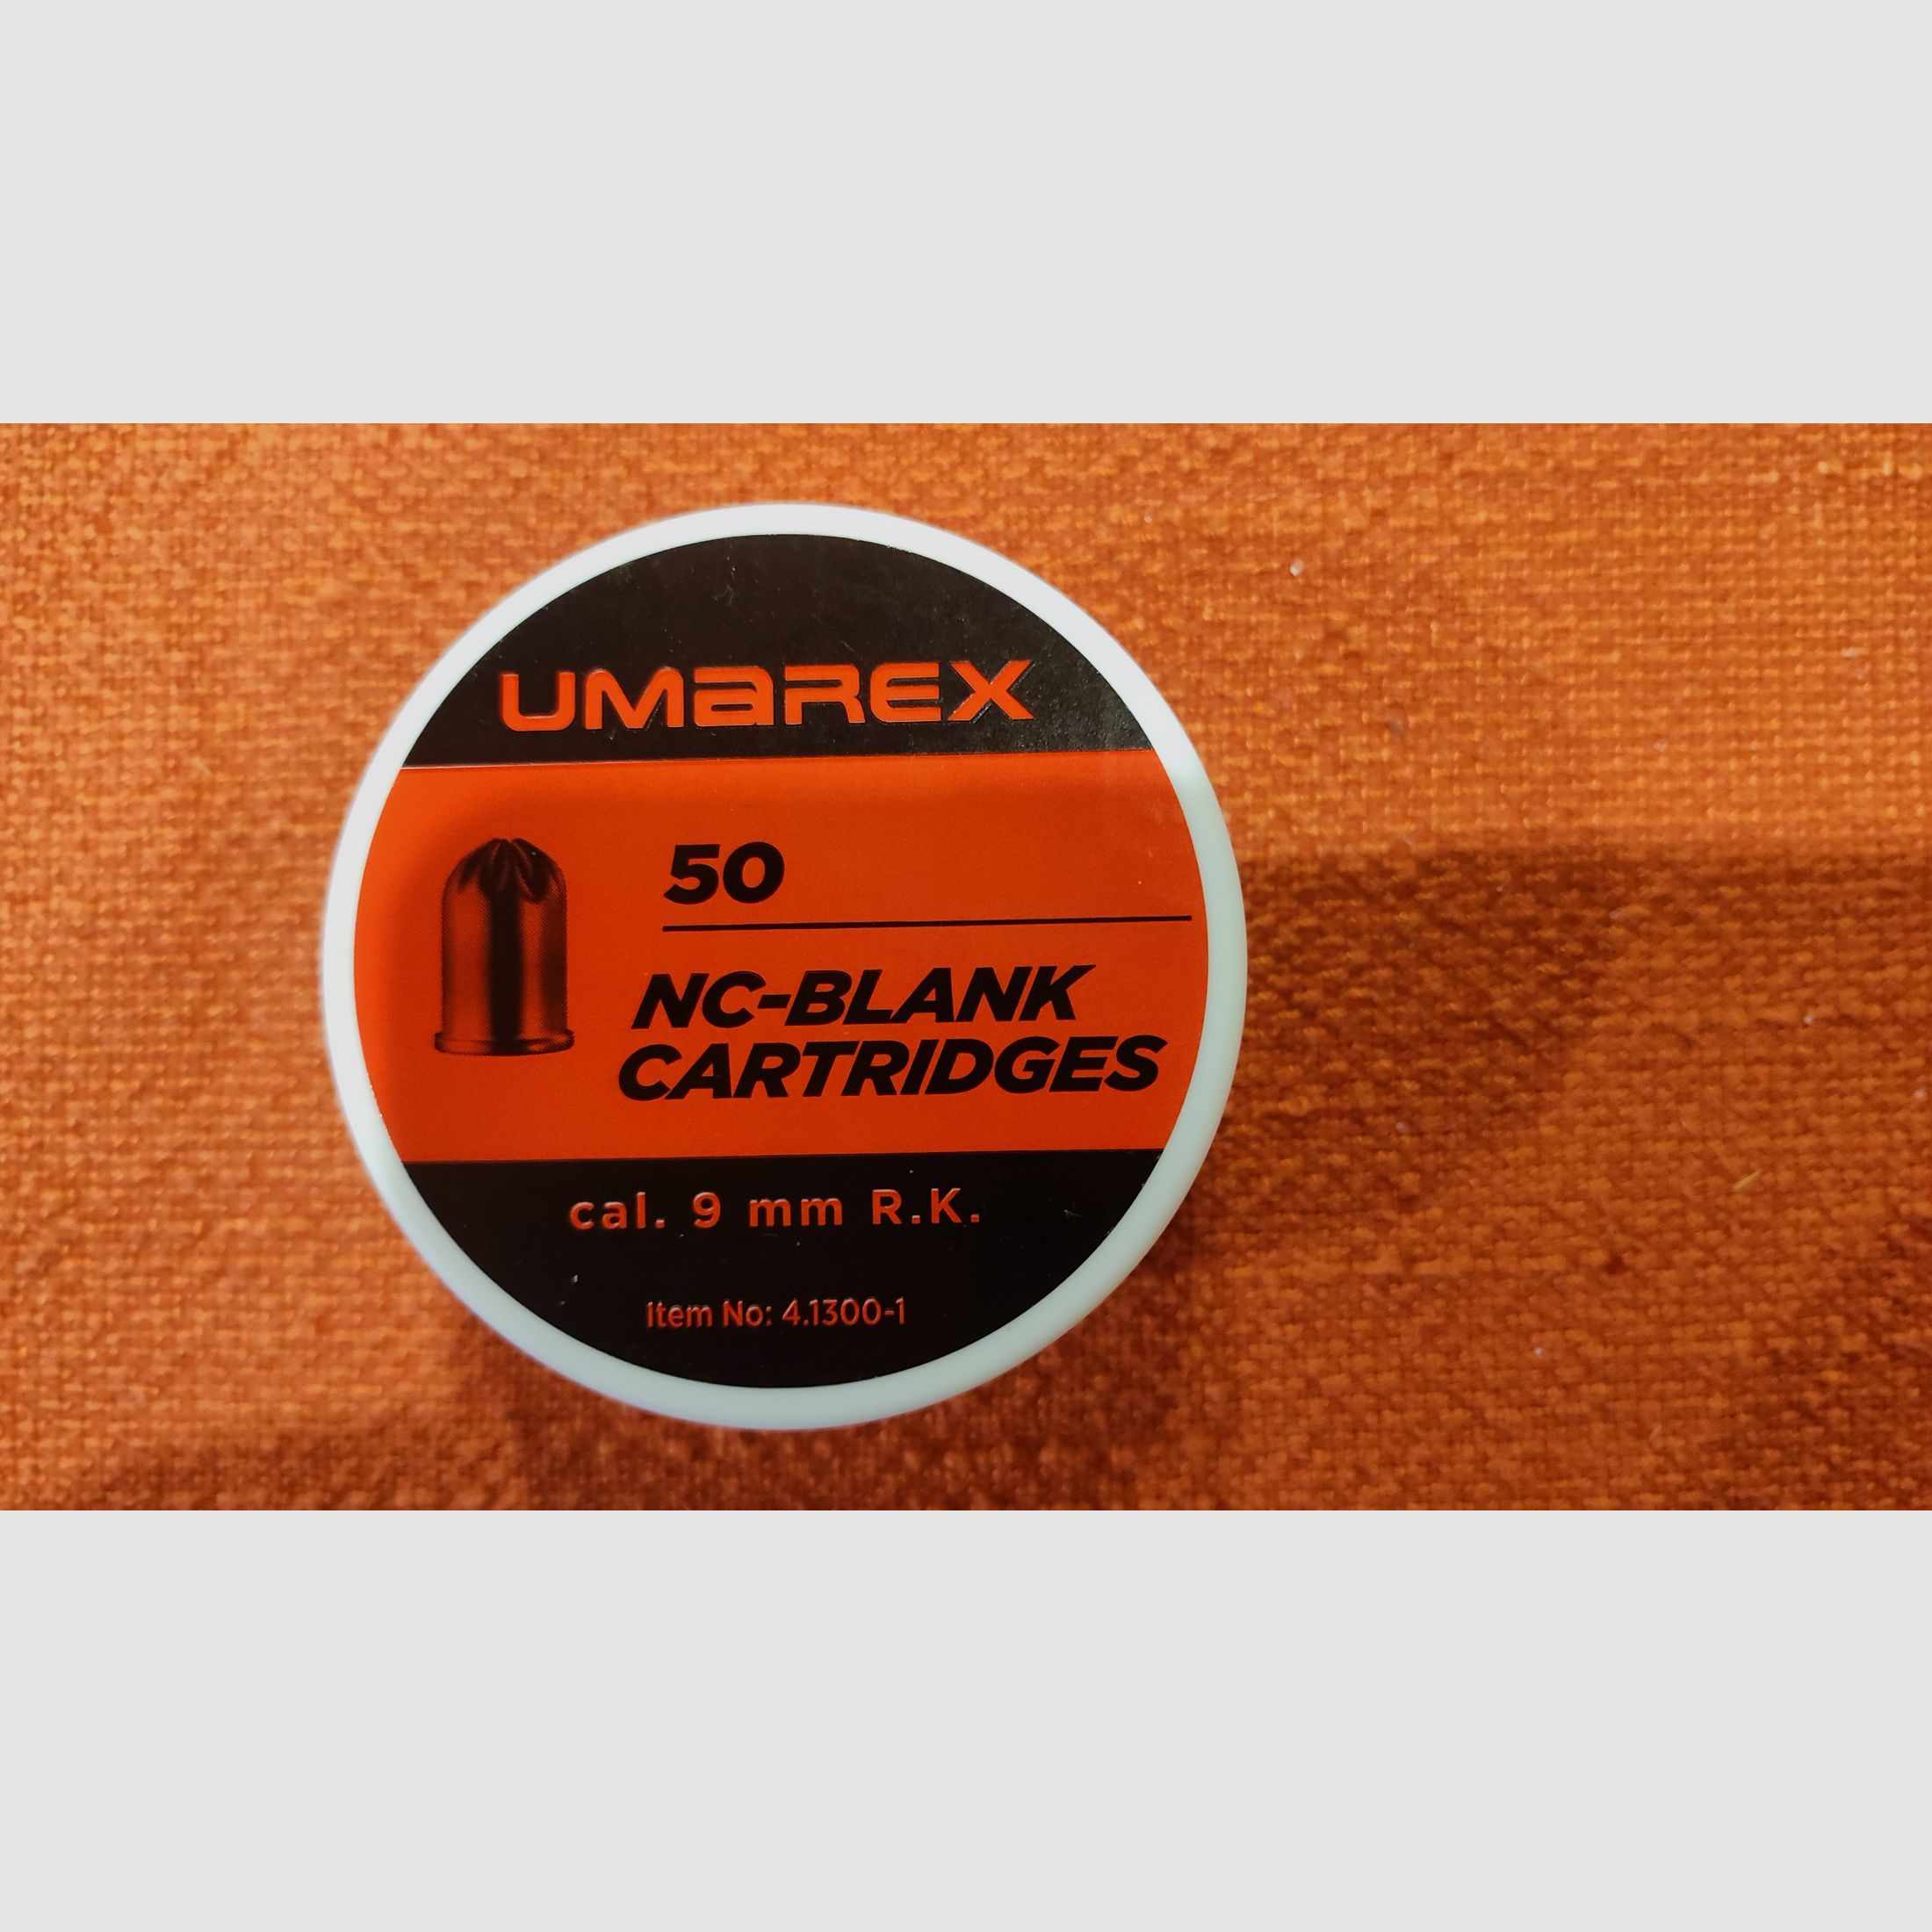 UMAREX
50
NC-BLANK
CARTRIDGES
cal. 9 mm R.K.
Item No: 4.1300-1